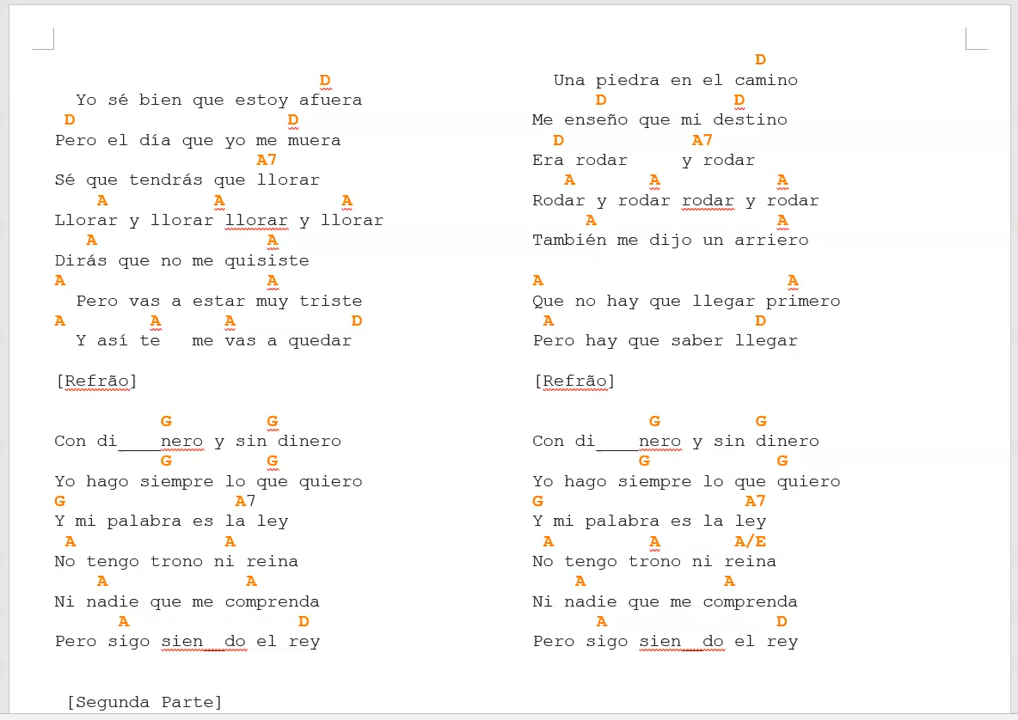 D
Yo sé bien que estoy afuera
D D
Pero el día que yo me muera
A7
Sé que tendrás que llorar
A A A
Llorar y llorar llorar y llorar
A A
Dirás que no me quisiste
A A
Pero vas a estar muy triste
A A A D
Y así te me vas a quedar
[Refrão]
G G
Con di____nero y sin dinero
G G
Yo hago siempre lo que quiero
G A7
Y mi palabra es la ley
A A
No tengo trono ni reina
A A
Ni nadie que me comprenda
A D
Pero sigo sien__do el rey
[Segunda Parte]
D
Una piedra en el camino
D D
Me enseño que mi destino
D A7
Era rodar y rodar
A A A
Rodar y rodar rodar y rodar
A A
También me dijo un arriero
A A
Que no hay que llegar primero
A D
Pero hay que saber llegar
[Refrão]
G G
Con di____nero y sin dinero
G G
Yo hago siempre lo que quiero
G A7
Y mi palabra es la ley
A A A/E
No tengo trono ni reina
A A
Ni nadie que me comprenda
A D
Pero sigo sien__do el rey